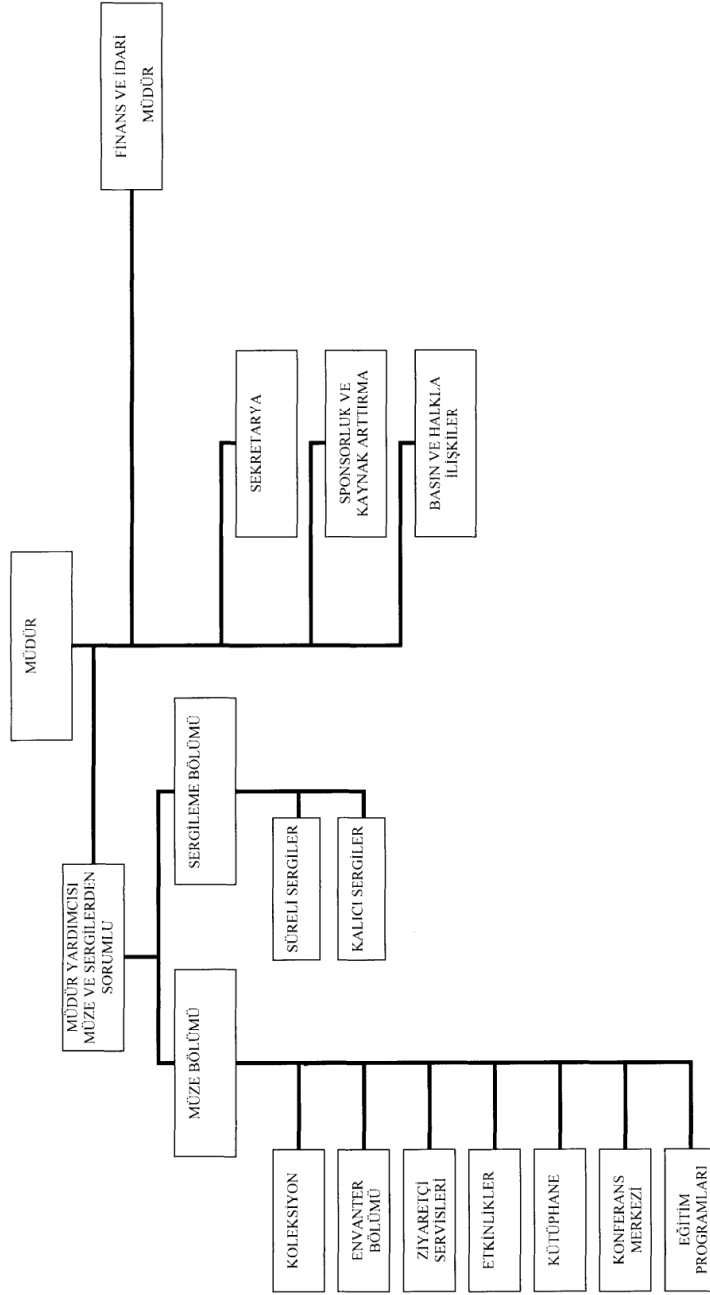 MÜDÜR
MÜDÜR YARDIMCISI
MÜZE VE SERGİLERDEN
SORUMLU
FİNANS VE İDARİ
MÜDÜR
MÜZE BÖLÜMÜ
SERGİLEME BÖLÜMÜ
SEKRETARYA
SPONSORLUK VE
KAYNAK ARTTIRMA
BASIN VE HALKLA
İLİŞKİLER
KOLEKSİYON
ENVANTER
BÖLÜMÜ
ZİYARETÇİ
SERVİSLERİ
ETKİNLİKLER
KÜTÜPHANE
KONFERANS
MERKEZİ
EĞİTİM
PROGRAMLARI
SÜRELİ SERGİLER
KALICI SERGİLER